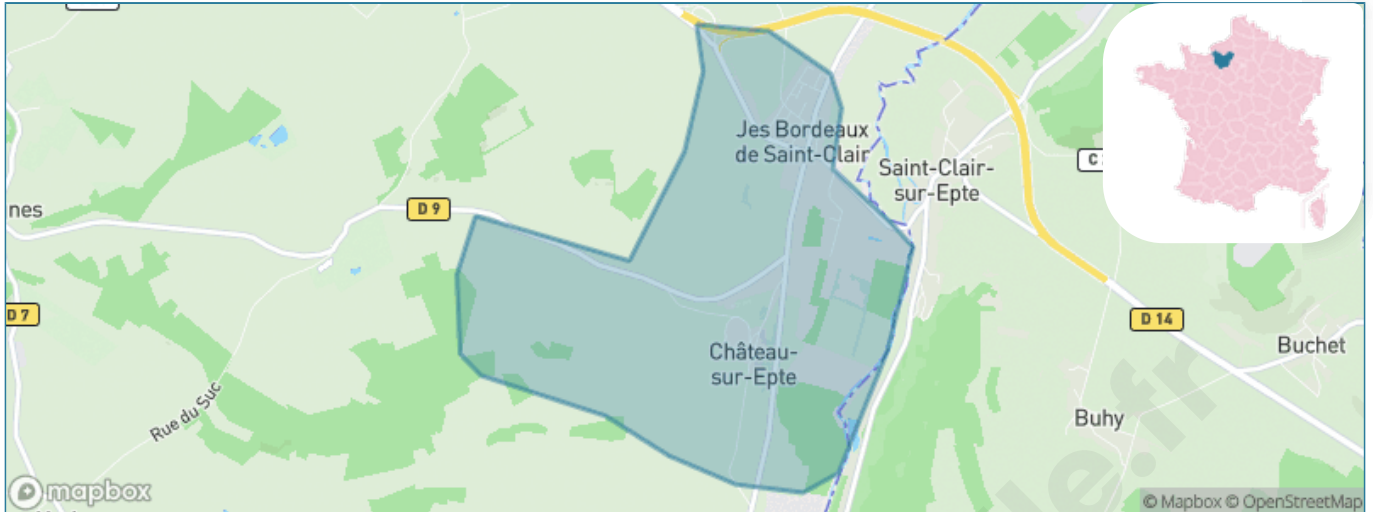 Jes Bordeaux
de Saint-Clair
Saint-Clair-
sur-Epte
C
nes
D 9
D 7
D 14
Château-
sur-Epte
Buchet
Rue du Suc
Buhy
mapbox
© Mapbox © OpenStreetMap